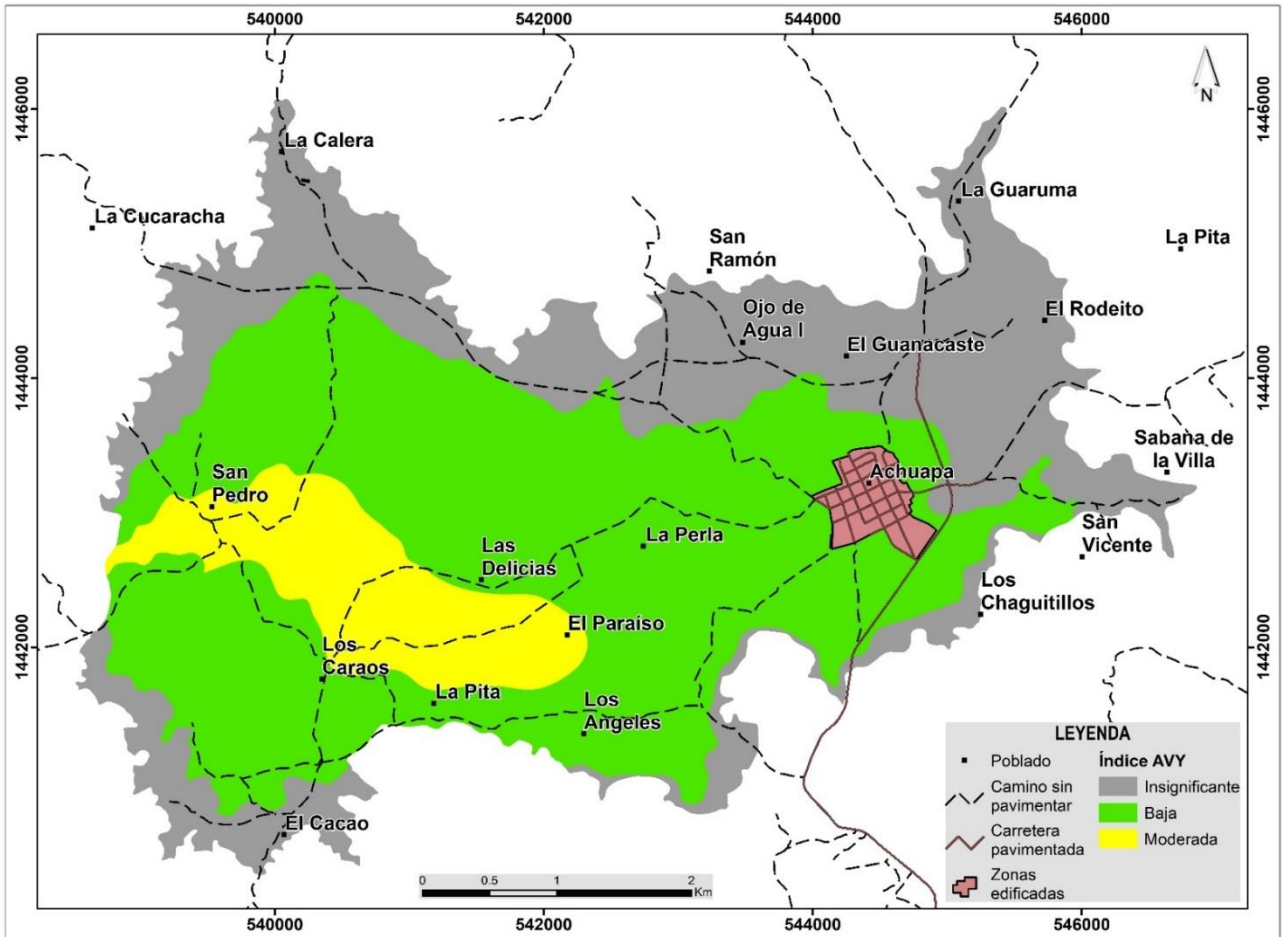 540000
542000
544000
546000
1446000
1446000
N
La Calera
La Guaruma
La Cucaracha
San
Ramón
La Pita
Ojo de
Agua I
El Rodeito
El Guanacaste
1444000
1444000
Sabana de
la Villa
San
Pedro
Achuapa
La Perla
San
Vicente
Las
Delicias
Los
Chaguitillos
El Paraiso
1442000
1442000
Los
Caraos
La Pita
Los
Angeles
El Cacao
LEYENDA
Poblado
Camino sin
pavimentar
Carretera
pavimentada
Zonas
edificadas
Índice AVY
Insignificante
Baja
Moderada
0 0.5 1 2
Km
540000
542000
544000
546000